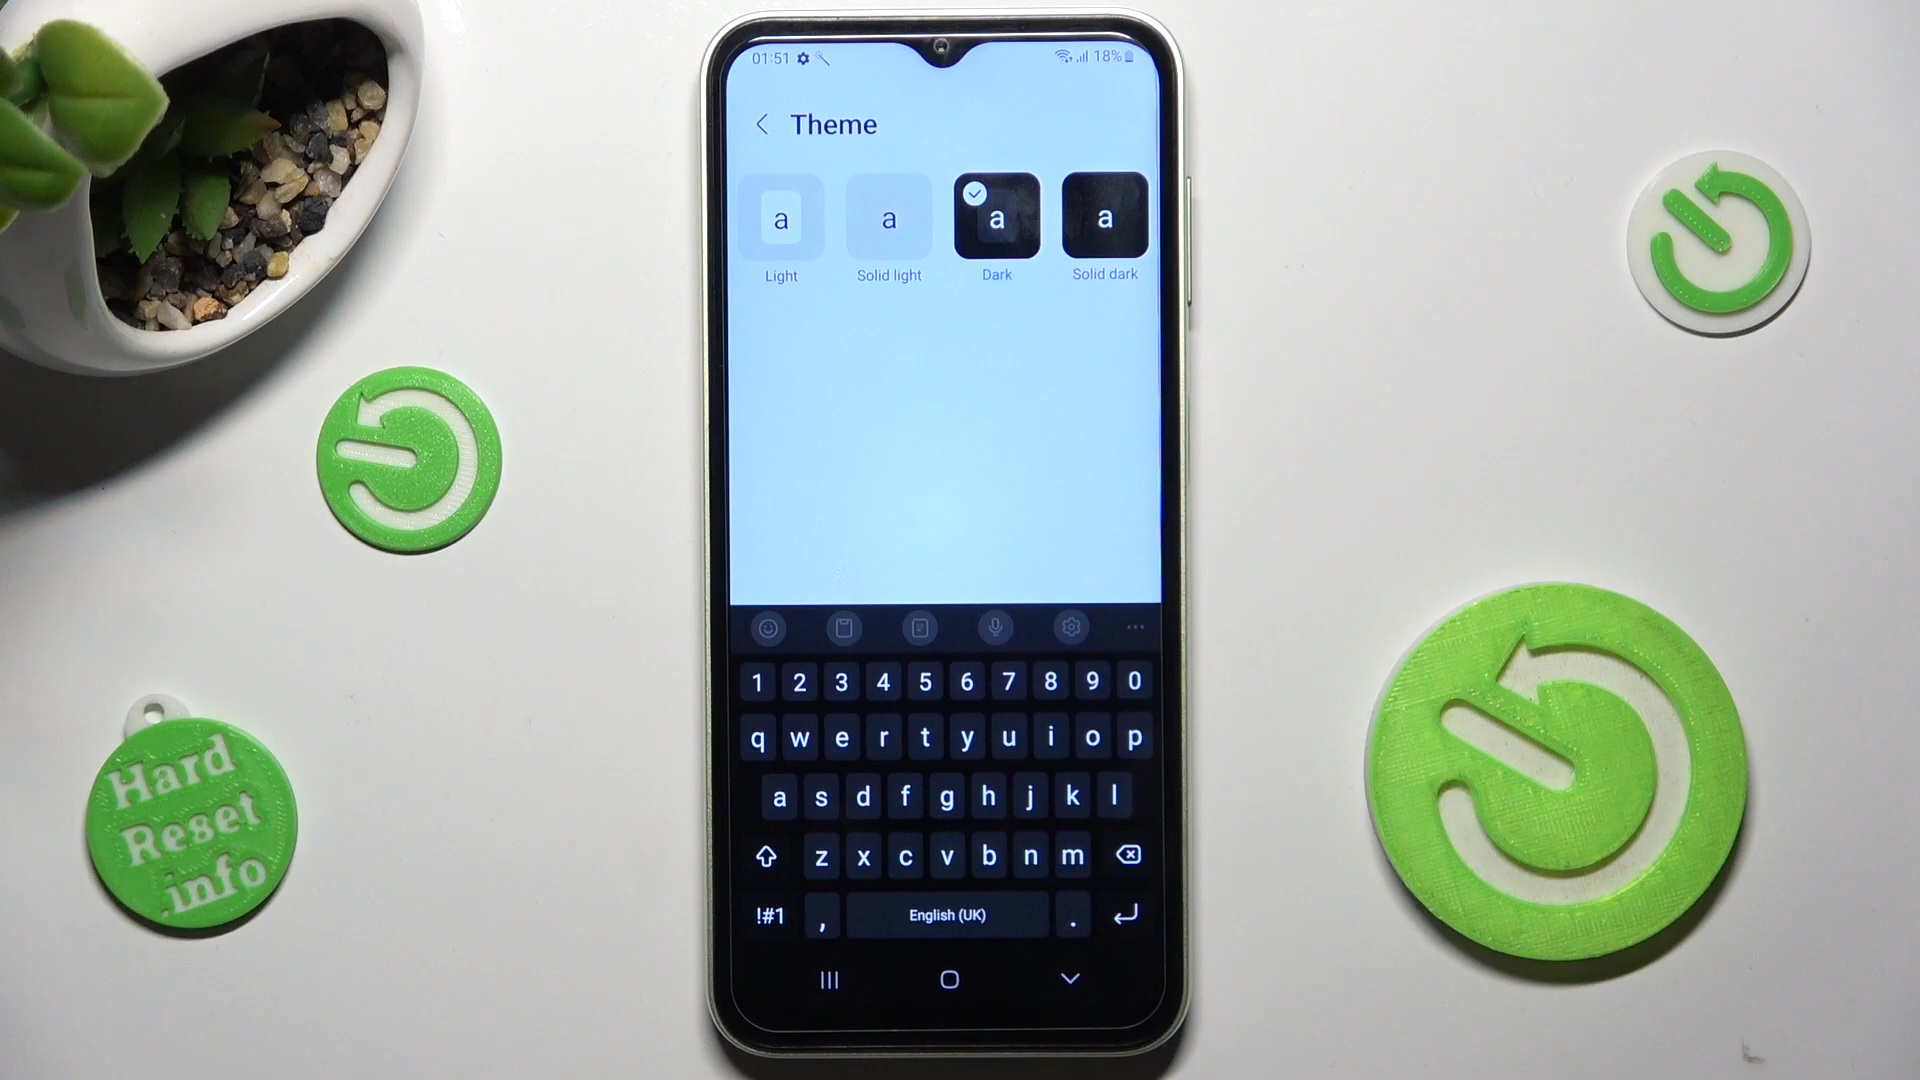 01:51
18%
Theme
a a a a
Light Solid light Dark Solid dark
1 2 3 4 5 6 7 8 9 0
q w e r t y u i o p
a s d f g h j k l
z x c v b n m
!#1 , English (UK) .
Hard
Reset
.info